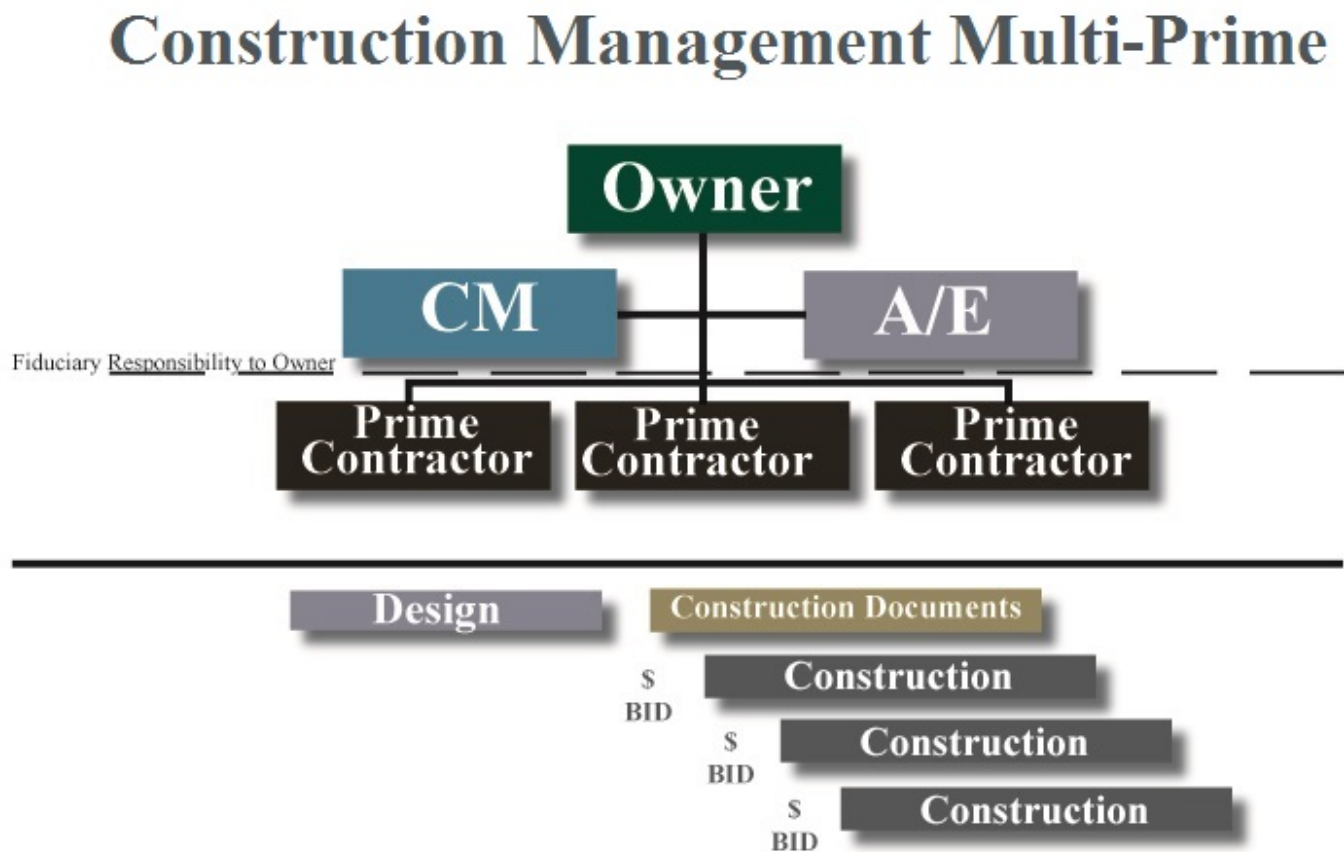 Construction Management Multi-Prime
Owner
CM
A/E
Fiduciary Responsibility to Owner
Prime
Contractor
Prime
Contractor
Prime
Contractor
Design
Construction Documents
$
BID
Construction
$
BID
Construction
$
BID
Construction